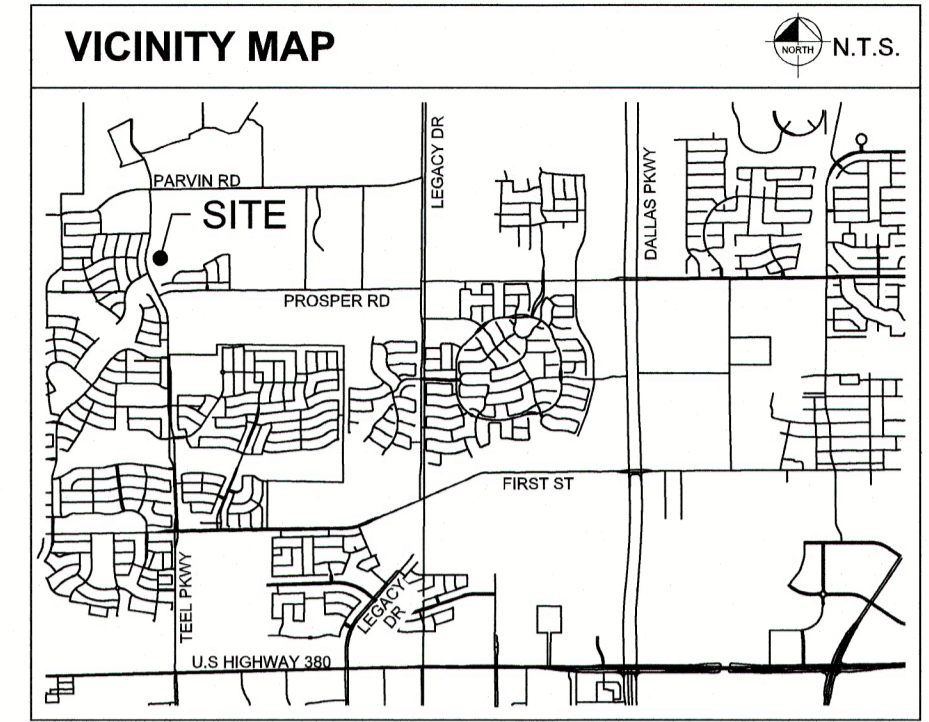 VICINITY MAP
NORTH
N.T.S.
LEGACY DR
DALLAS PKWY
PARVIN RD
SITE
PROSPER RD
FIRST ST
TEEL PKWY
LEGACY
DR
U.S HIGHWAY 380